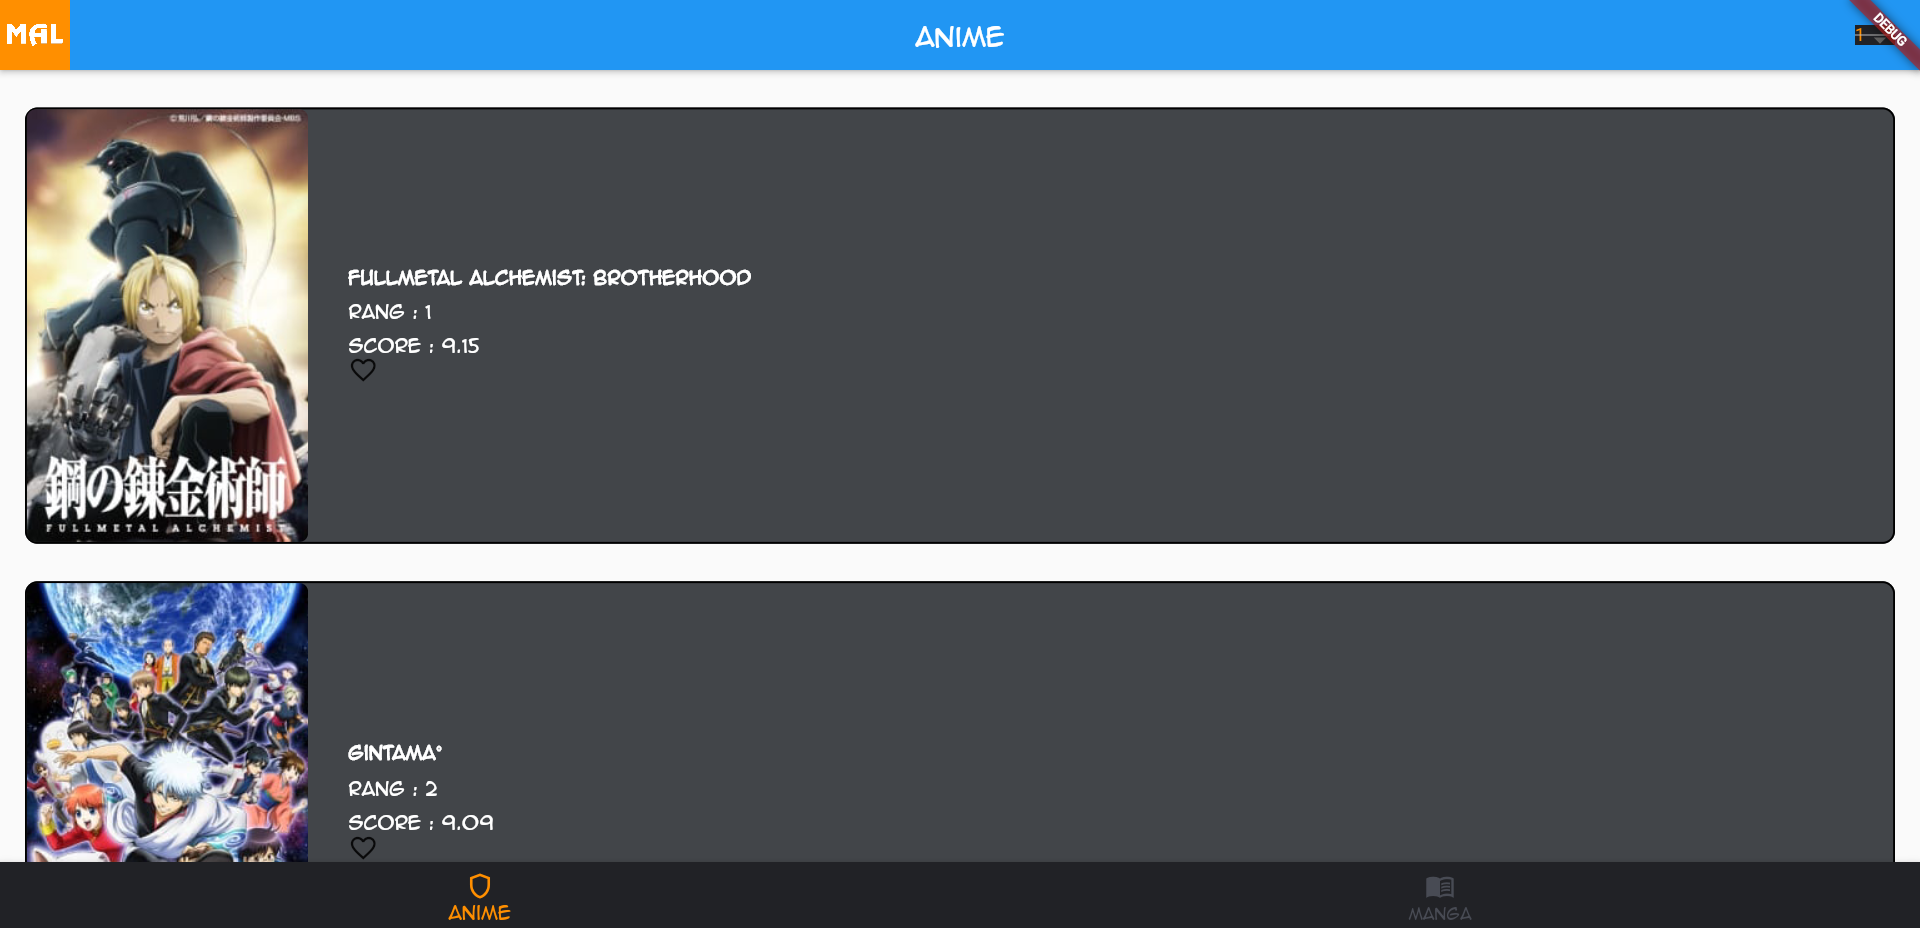 MAL
ANIME
1
DEBUG
FULLMETAL ALCHEMIST: BROTHERHOOD
RANG : 1
SCORE : 9.15
鋼の錬金術師
FULLMETAL ALCHEMIST
GINTAMA°
RANG : 2
SCORE : 9.09
ANIME
MANGA